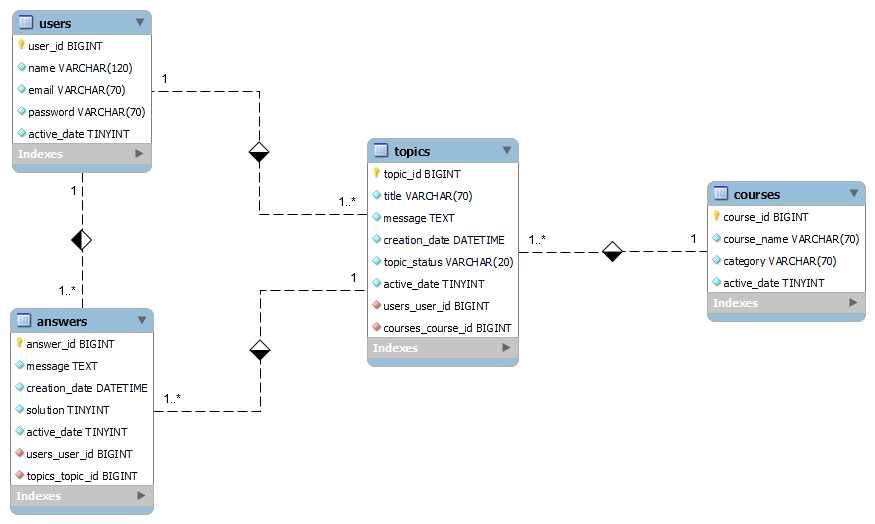 users
user_id BIGINT
name VARCHAR(120)
email VARCHAR(70)
password VARCHAR(70)
active_date TINYINT
Indexes
1
1..*
1
1..*
topics
topic_id BIGINT
title VARCHAR(70)
message TEXT
creation_date DATETIME
topic_status VARCHAR(20)
active_date TINYINT
users_user_id BIGINT
courses_course_id BIGINT
Indexes
1..*
1
courses
course_id BIGINT
course_name VARCHAR(70)
category VARCHAR(70)
active_date TINYINT
Indexes
1
1..*
answers
answer_id BIGINT
message TEXT
creation_date DATETIME
solution TINYINT
active_date TINYINT
users_user_id BIGINT
topics_topic_id BIGINT
Indexes